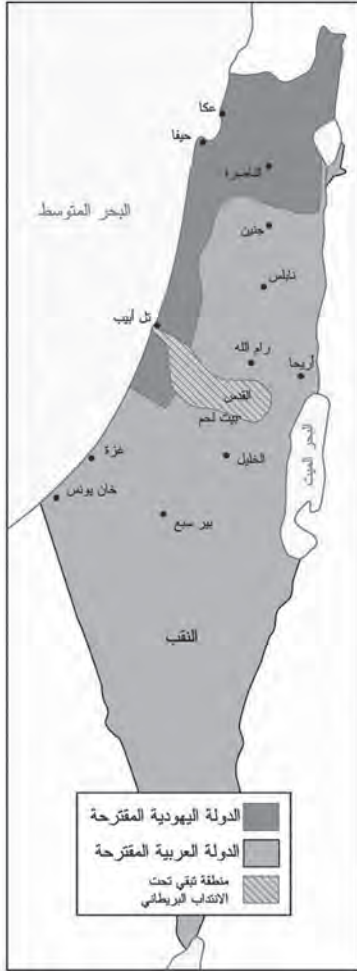 عكا
حيفا
الناصرة
البحر المتوسط
جنين
نابلس
تل أبيب
رام الله
أريحا
القدس
بيت لحم
البحر الميت
غزة
الخليل
خان يونس
بير سبع
النقب
الدولة اليهودية المقترحة
الدولة العربية المقترحة
منطقة تبقي تحت
الانتداب البريطاني